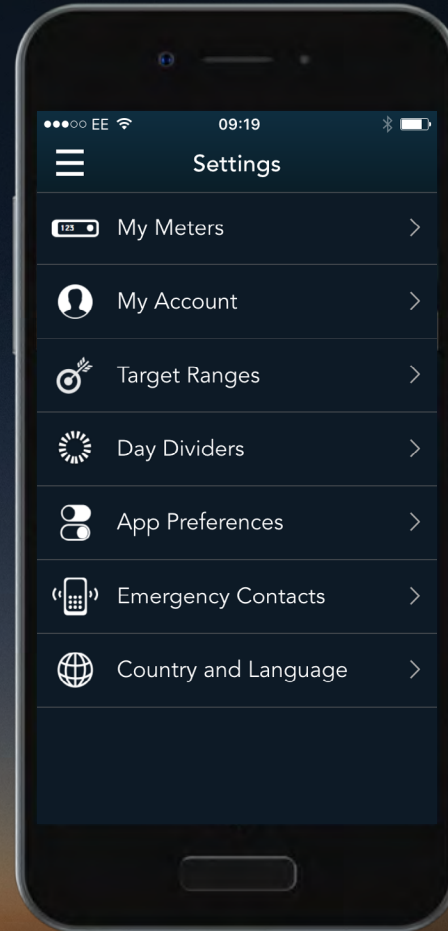 ●●●○○ EE 09:19
Settings
123 My Meters
My Account
Target Ranges
Day Dividers
App Preferences
Emergency Contacts
Country and Language